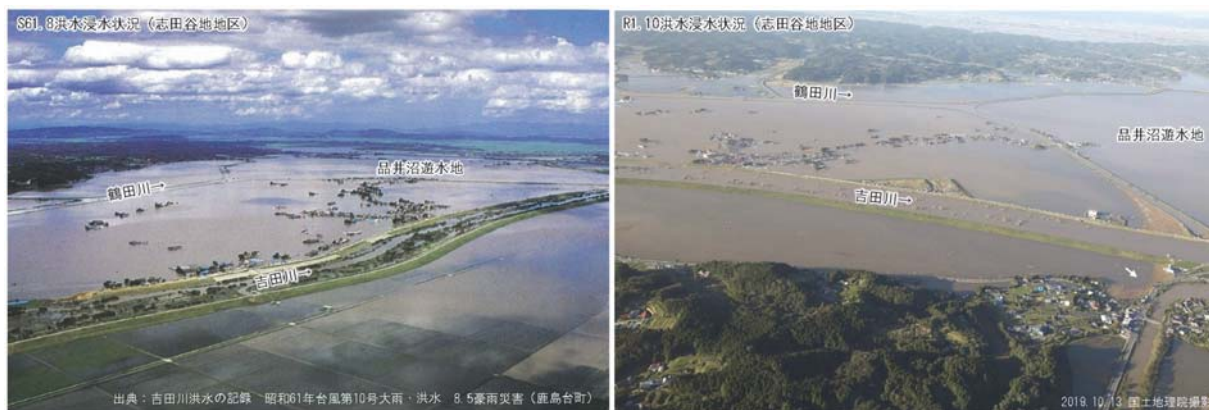 S61.8洪水浸水状況（志田谷地地区）
品井沼遊水地
鶴田川→
吉田川→
出典：吉田川洪水の記録　昭和61年台風第10号大雨・洪水　8.5豪雨災害（鹿島台町）
R1.10洪水浸水状況（志田谷地地区）
鶴田川→
品井沼遊水地
吉田川→
2019.10.13 国土地理院撮影